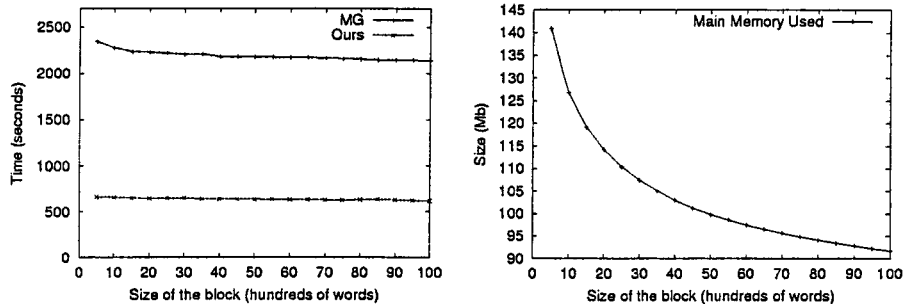 MG
Ours
2500
2000
1500
1000
500
0
0 10 20 30 40 50 60 70 80 90 100
Time (seconds)
Size of the block (hundreds of words)
Main Memory Used
145
140
135
130
125
120
115
110
105
100
95
90
0 10 20 30 40 50 60 70 80 90 100
Size (Mb)
Size of the block (hundreds of words)